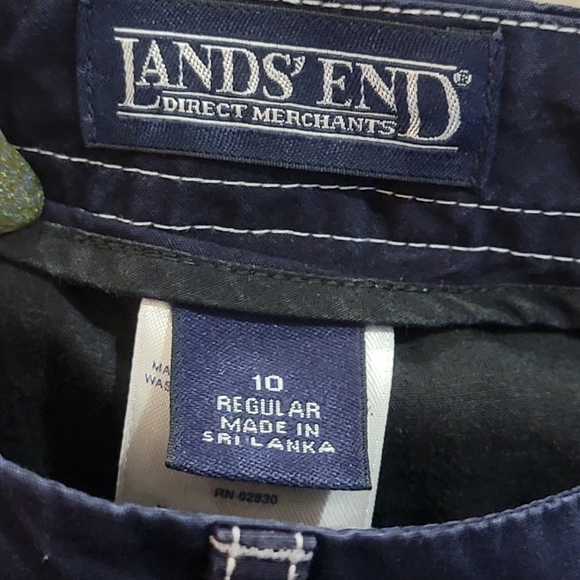 LANDS' END®
DIRECT MERCHANTS
10
REGULAR
MADE IN
SRI LANKA
RN 62830